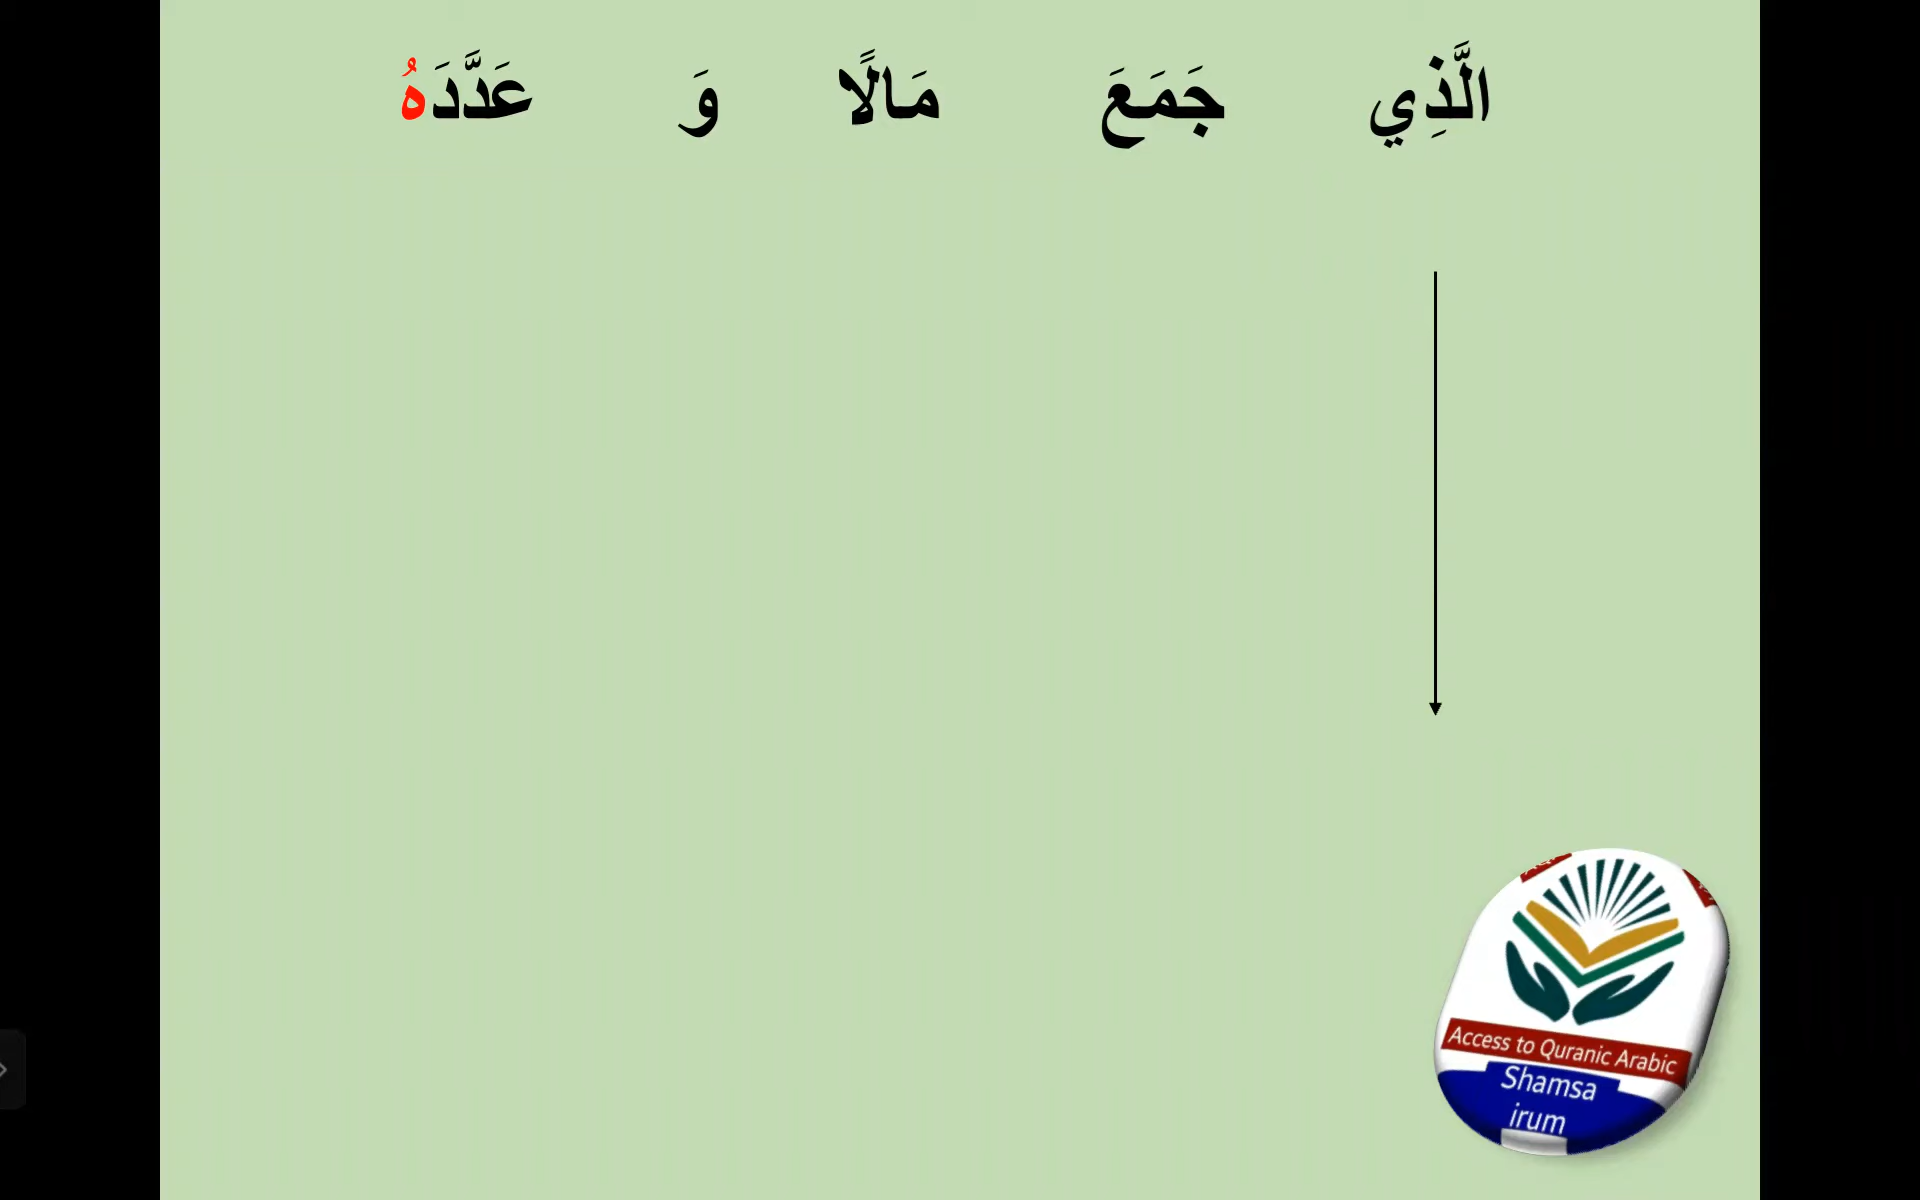 الَّذِي جَمَعَ مَالًا وَ عَدَّدَهُ
Access to Quranic Arabic
Shamsa
irum